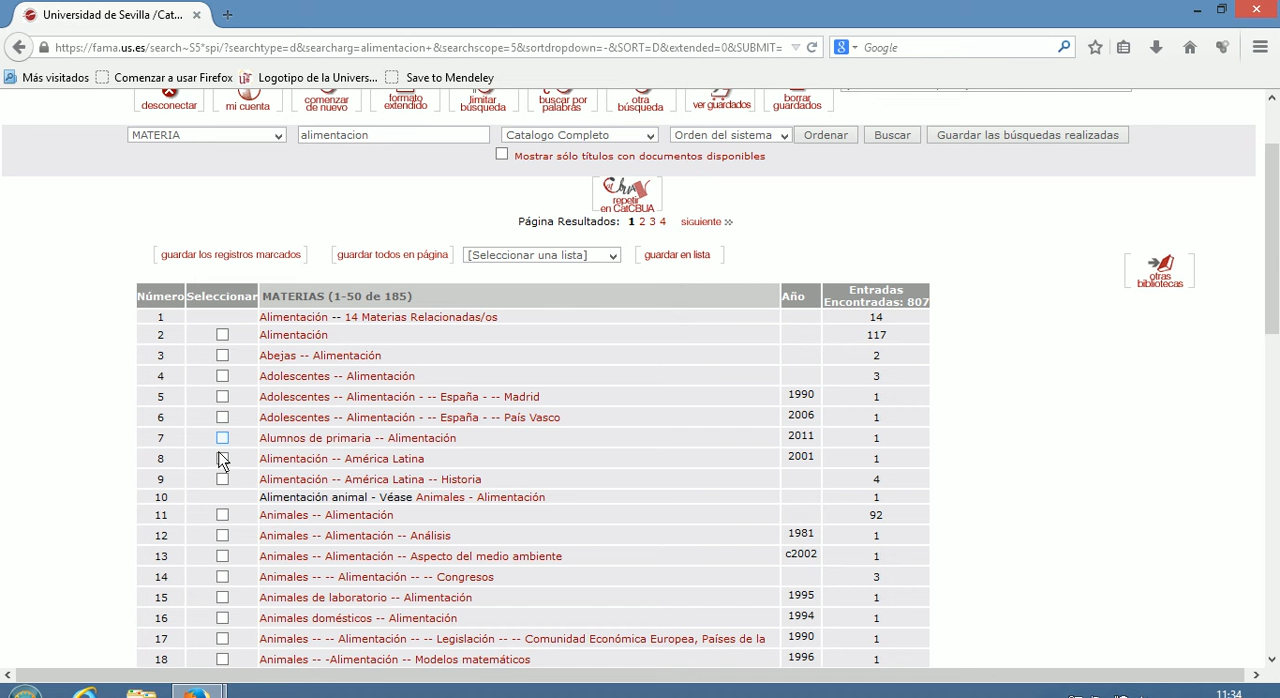 Universidad de Sevilla /Cat...
https://fama.us.es/search~S5*spi/?searchtype=d&searcharg=alimentacion+&searchscope=5&sortdropdown=-&SORT=D&extended=0&SUBMIT=
Google
Más visitados Comenzar a usar Firefox Logotipo de la Univers... Save to Mendeley
desconectar mi cuenta comenzar de nuevo formato extendido limitar búsqueda buscar por palabras otra búsqueda ver guardados borrar guardados
MATERIA alimentacion Catalogo Completo Orden del sistema Ordenar Buscar Guardar las búsquedas realizadas
Mostrar sólo títulos con documentos disponibles
repetir en CatCBUA
Página Resultados: 1 2 3 4 siguiente
guardar los registros marcados guardar todos en página [Seleccionar una lista] guardar en lista
otras bibliotecas
Número Seleccionar MATERIAS (1-50 de 185) Año Entradas Encontradas: 807
1 Alimentación -- 14 Materias Relacionadas/os 14
2 Alimentación 117
3 Abejas -- Alimentación 2
4 Adolescentes -- Alimentación 3
5 Adolescentes -- Alimentación - -- España - -- Madrid 1990 1
6 Adolescentes -- Alimentación - -- España - -- País Vasco 2006 1
7 Alumnos de primaria -- Alimentación 2011 1
8 Alimentación -- América Latina 2001 1
9 Alimentación -- América Latina -- Historia 4
10 Alimentación animal - Véase Animales - Alimentación 1
11 Animales -- Alimentación 92
12 Animales -- Alimentación -- Análisis 1981 1
13 Animales -- Alimentación -- Aspecto del medio ambiente c2002 1
14 Animales -- -- Alimentación -- -- Congresos 3
15 Animales de laboratorio -- Alimentación 1995 1
16 Animales domésticos -- Alimentación 1994 1
17 Animales -- -- Alimentación -- -- Legislación -- -- Comunidad Económica Europea, Países de la 1990 1
18 Animales -- -Alimentación -- Modelos matemáticos 1996 1
11:34